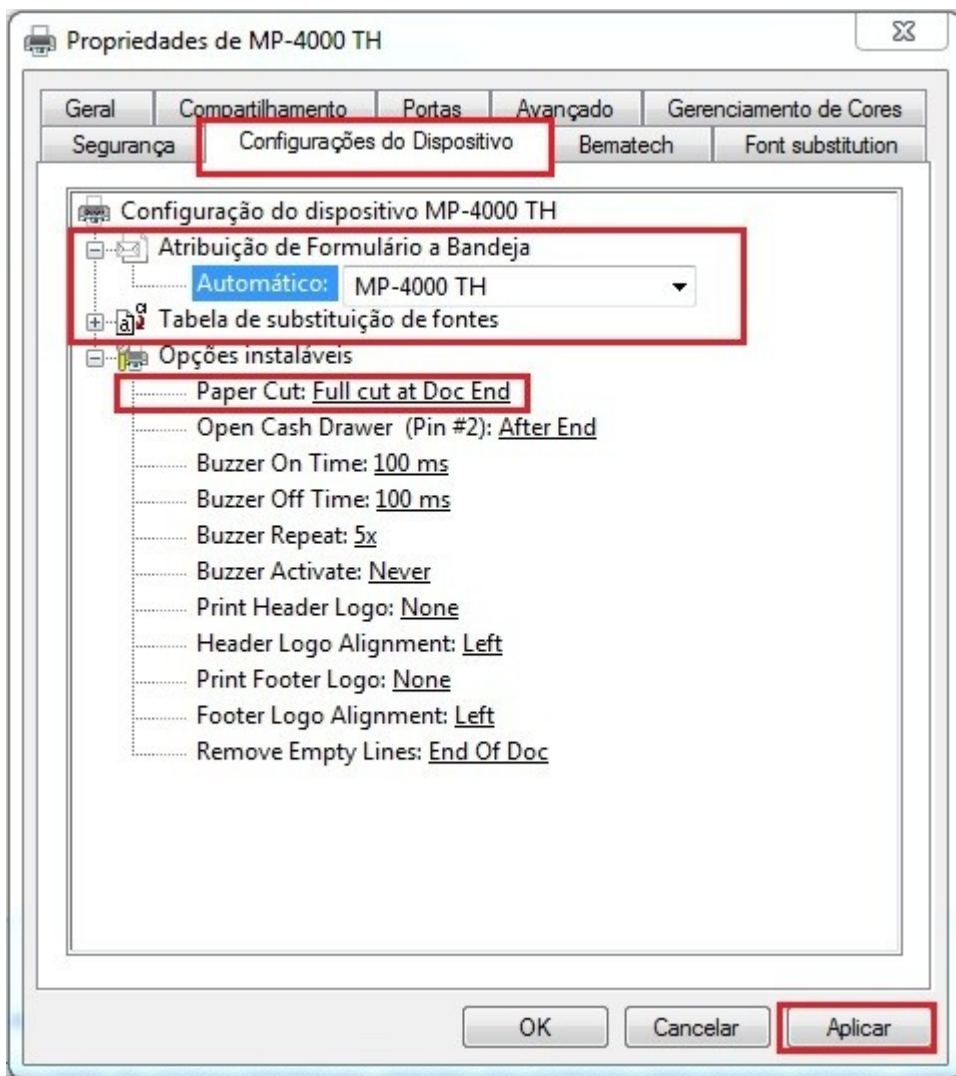 Propriedades de MP-4000 TH
Geral Compartilhamento Portas Avançado Gerenciamento de Cores
Segurança Configurações do Dispositivo Bematech Font substitution
Configuração do dispositivo MP-4000 TH
Atribuição de Formulário a Bandeja
Automático: MP-4000 TH
Tabela de substituição de fontes
Opções instaláveis
Paper Cut: Full cut at Doc End
Open Cash Drawer (Pin #2): After End
Buzzer On Time: 100 ms
Buzzer Off Time: 100 ms
Buzzer Repeat: 5x
Buzzer Activate: Never
Print Header Logo: None
Header Logo Alignment: Left
Print Footer Logo: None
Footer Logo Alignment: Left
Remove Empty Lines: End Of Doc
OK Cancelar Aplicar